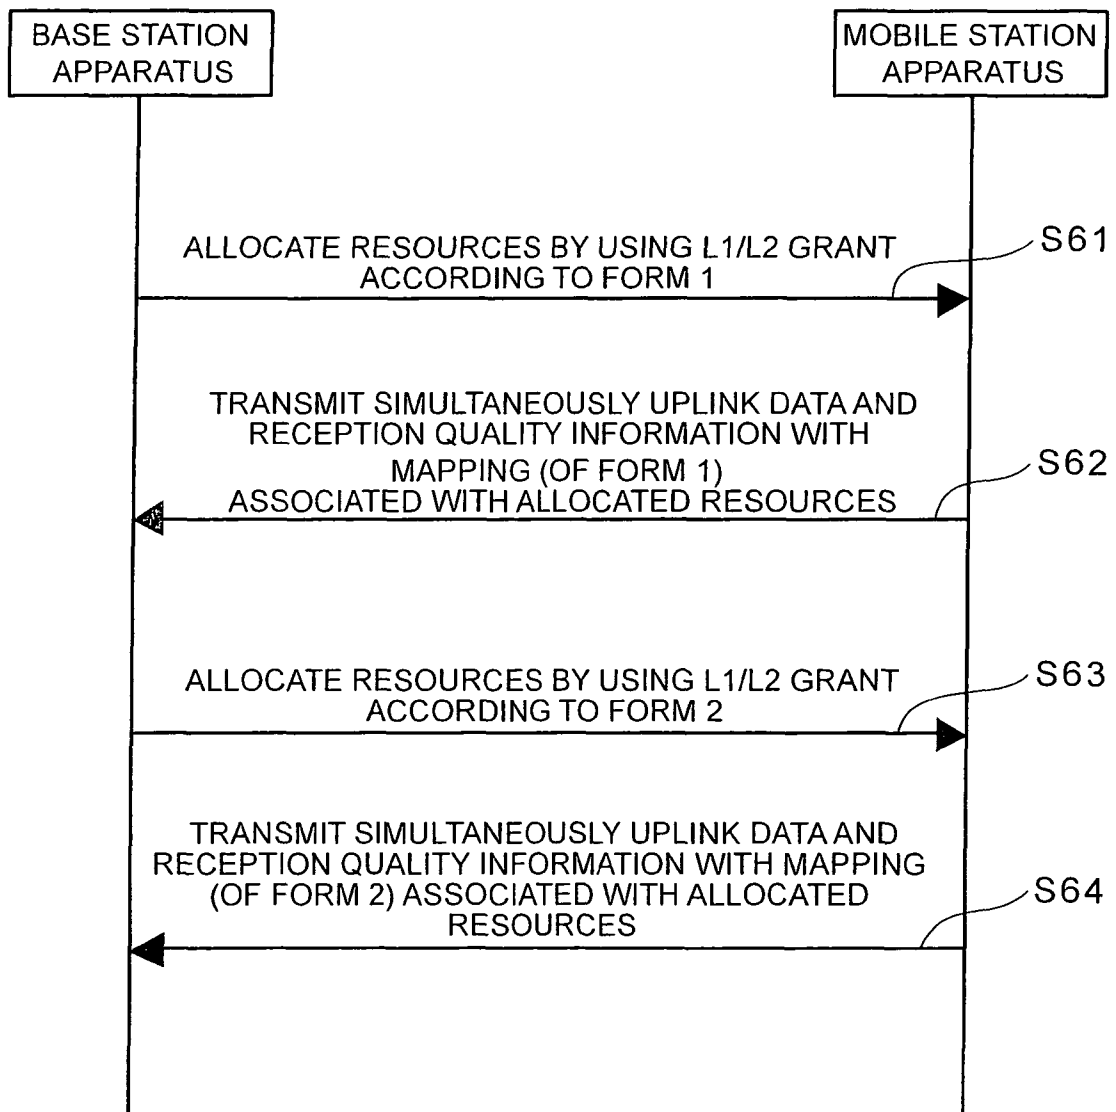 BASE STATION
APPARATUS
MOBILE STATION
APPARATUS
ALLOCATE RESOURCES BY USING L1/L2 GRANT
ACCORDING TO FORM 1
S61
TRANSMIT SIMULTANEOUSLY UPLINK DATA AND
RECEPTION QUALITY INFORMATION WITH
MAPPING (OF FORM 1)
ASSOCIATED WITH ALLOCATED RESOURCES
S62
ALLOCATE RESOURCES BY USING L1/L2 GRANT
ACCORDING TO FORM 2
S63
TRANSMIT SIMULTANEOUSLY UPLINK DATA AND
RECEPTION QUALITY INFORMATION WITH MAPPING
(OF FORM 2) ASSOCIATED WITH ALLOCATED
RESOURCES
S64